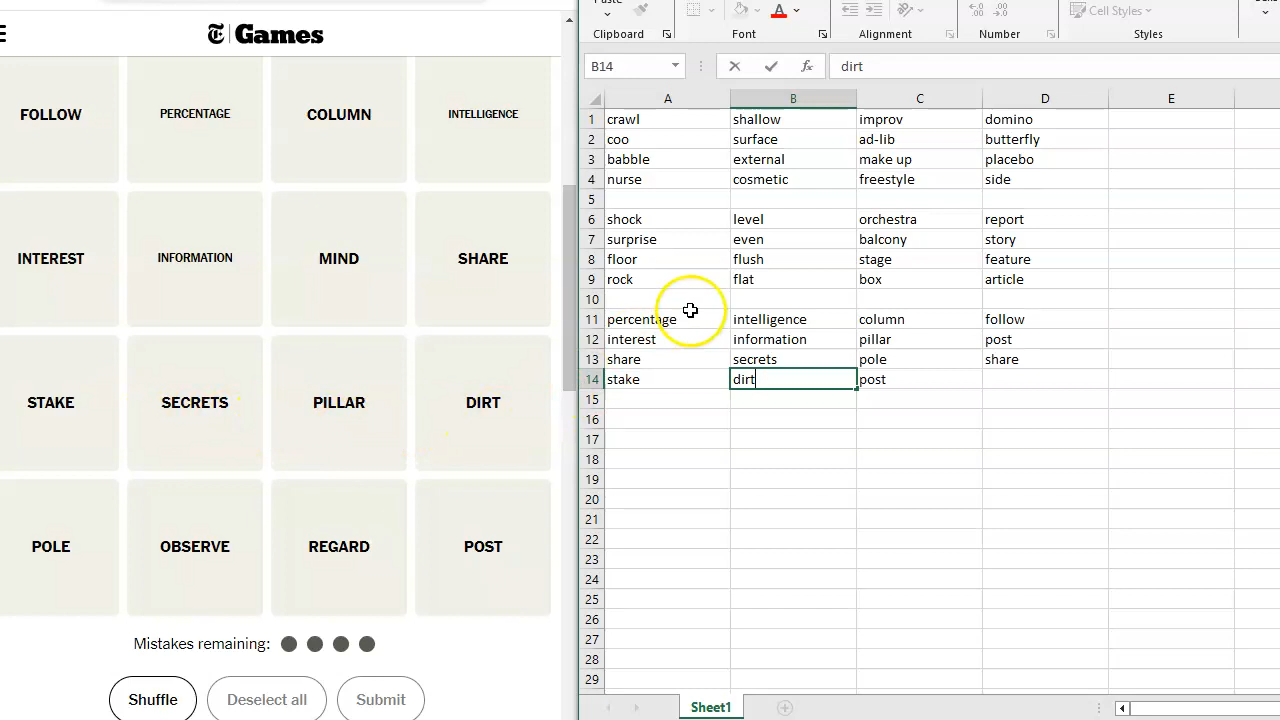 Games
FOLLOW PERCENTAGE COLUMN INTELLIGENCE
INTEREST INFORMATION MIND SHARE
STAKE SECRETS PILLAR DIRT
POLE OBSERVE REGARD POST
Mistakes remaining:
Shuffle Deselect all Submit
Clipboard Font Alignment Number Cell Styles Styles
B14 fx dirt
A B C D E
1 crawl shallow improv domino
2 coo surface ad-lib butterfly
3 babble external make up placebo
4 nurse cosmetic freestyle side
5
6 shock level orchestra report
7 surprise even balcony story
8 floor flush stage feature
9 rock flat box article
10
11 percentage intelligence column follow
12 interest information pillar post
13 share secrets pole share
14 stake dirt post
15
16
17
18
19
20
21
22
23
24
25
26
27
28
29
Sheet1